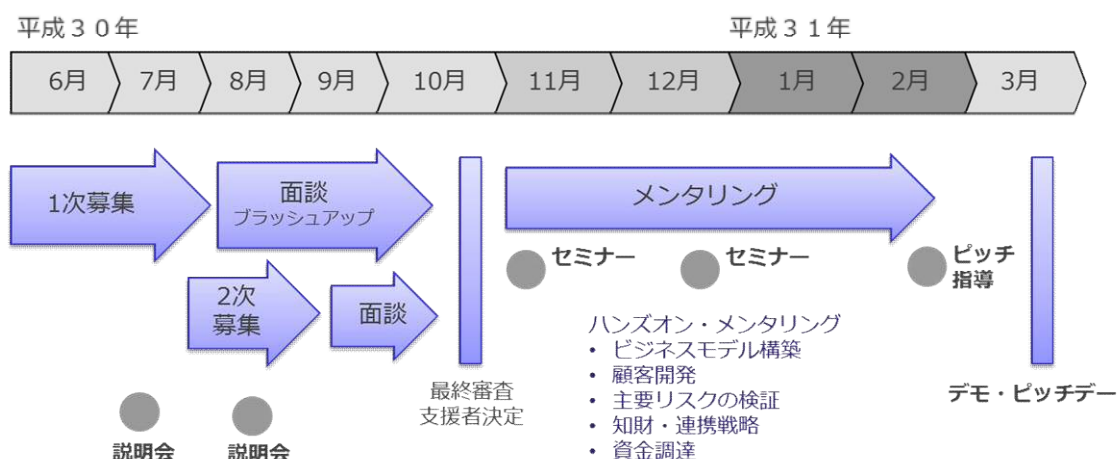 平成３０年
平成３１年
6月
7月
8月
9月
10月
11月
12月
1月
2月
3月
1次募集
面談
ブラッシュアップ
メンタリング
セミナー
セミナー
ピッチ
指導
2次
募集
面談
ハンズオン・メンタリング
• ビジネスモデル構築
• 顧客開発
• 主要リスクの検証
• 知財・連携戦略
• 資金調達
最終審査
支援者決定
デモ・ピッチデー
説明会
説明会